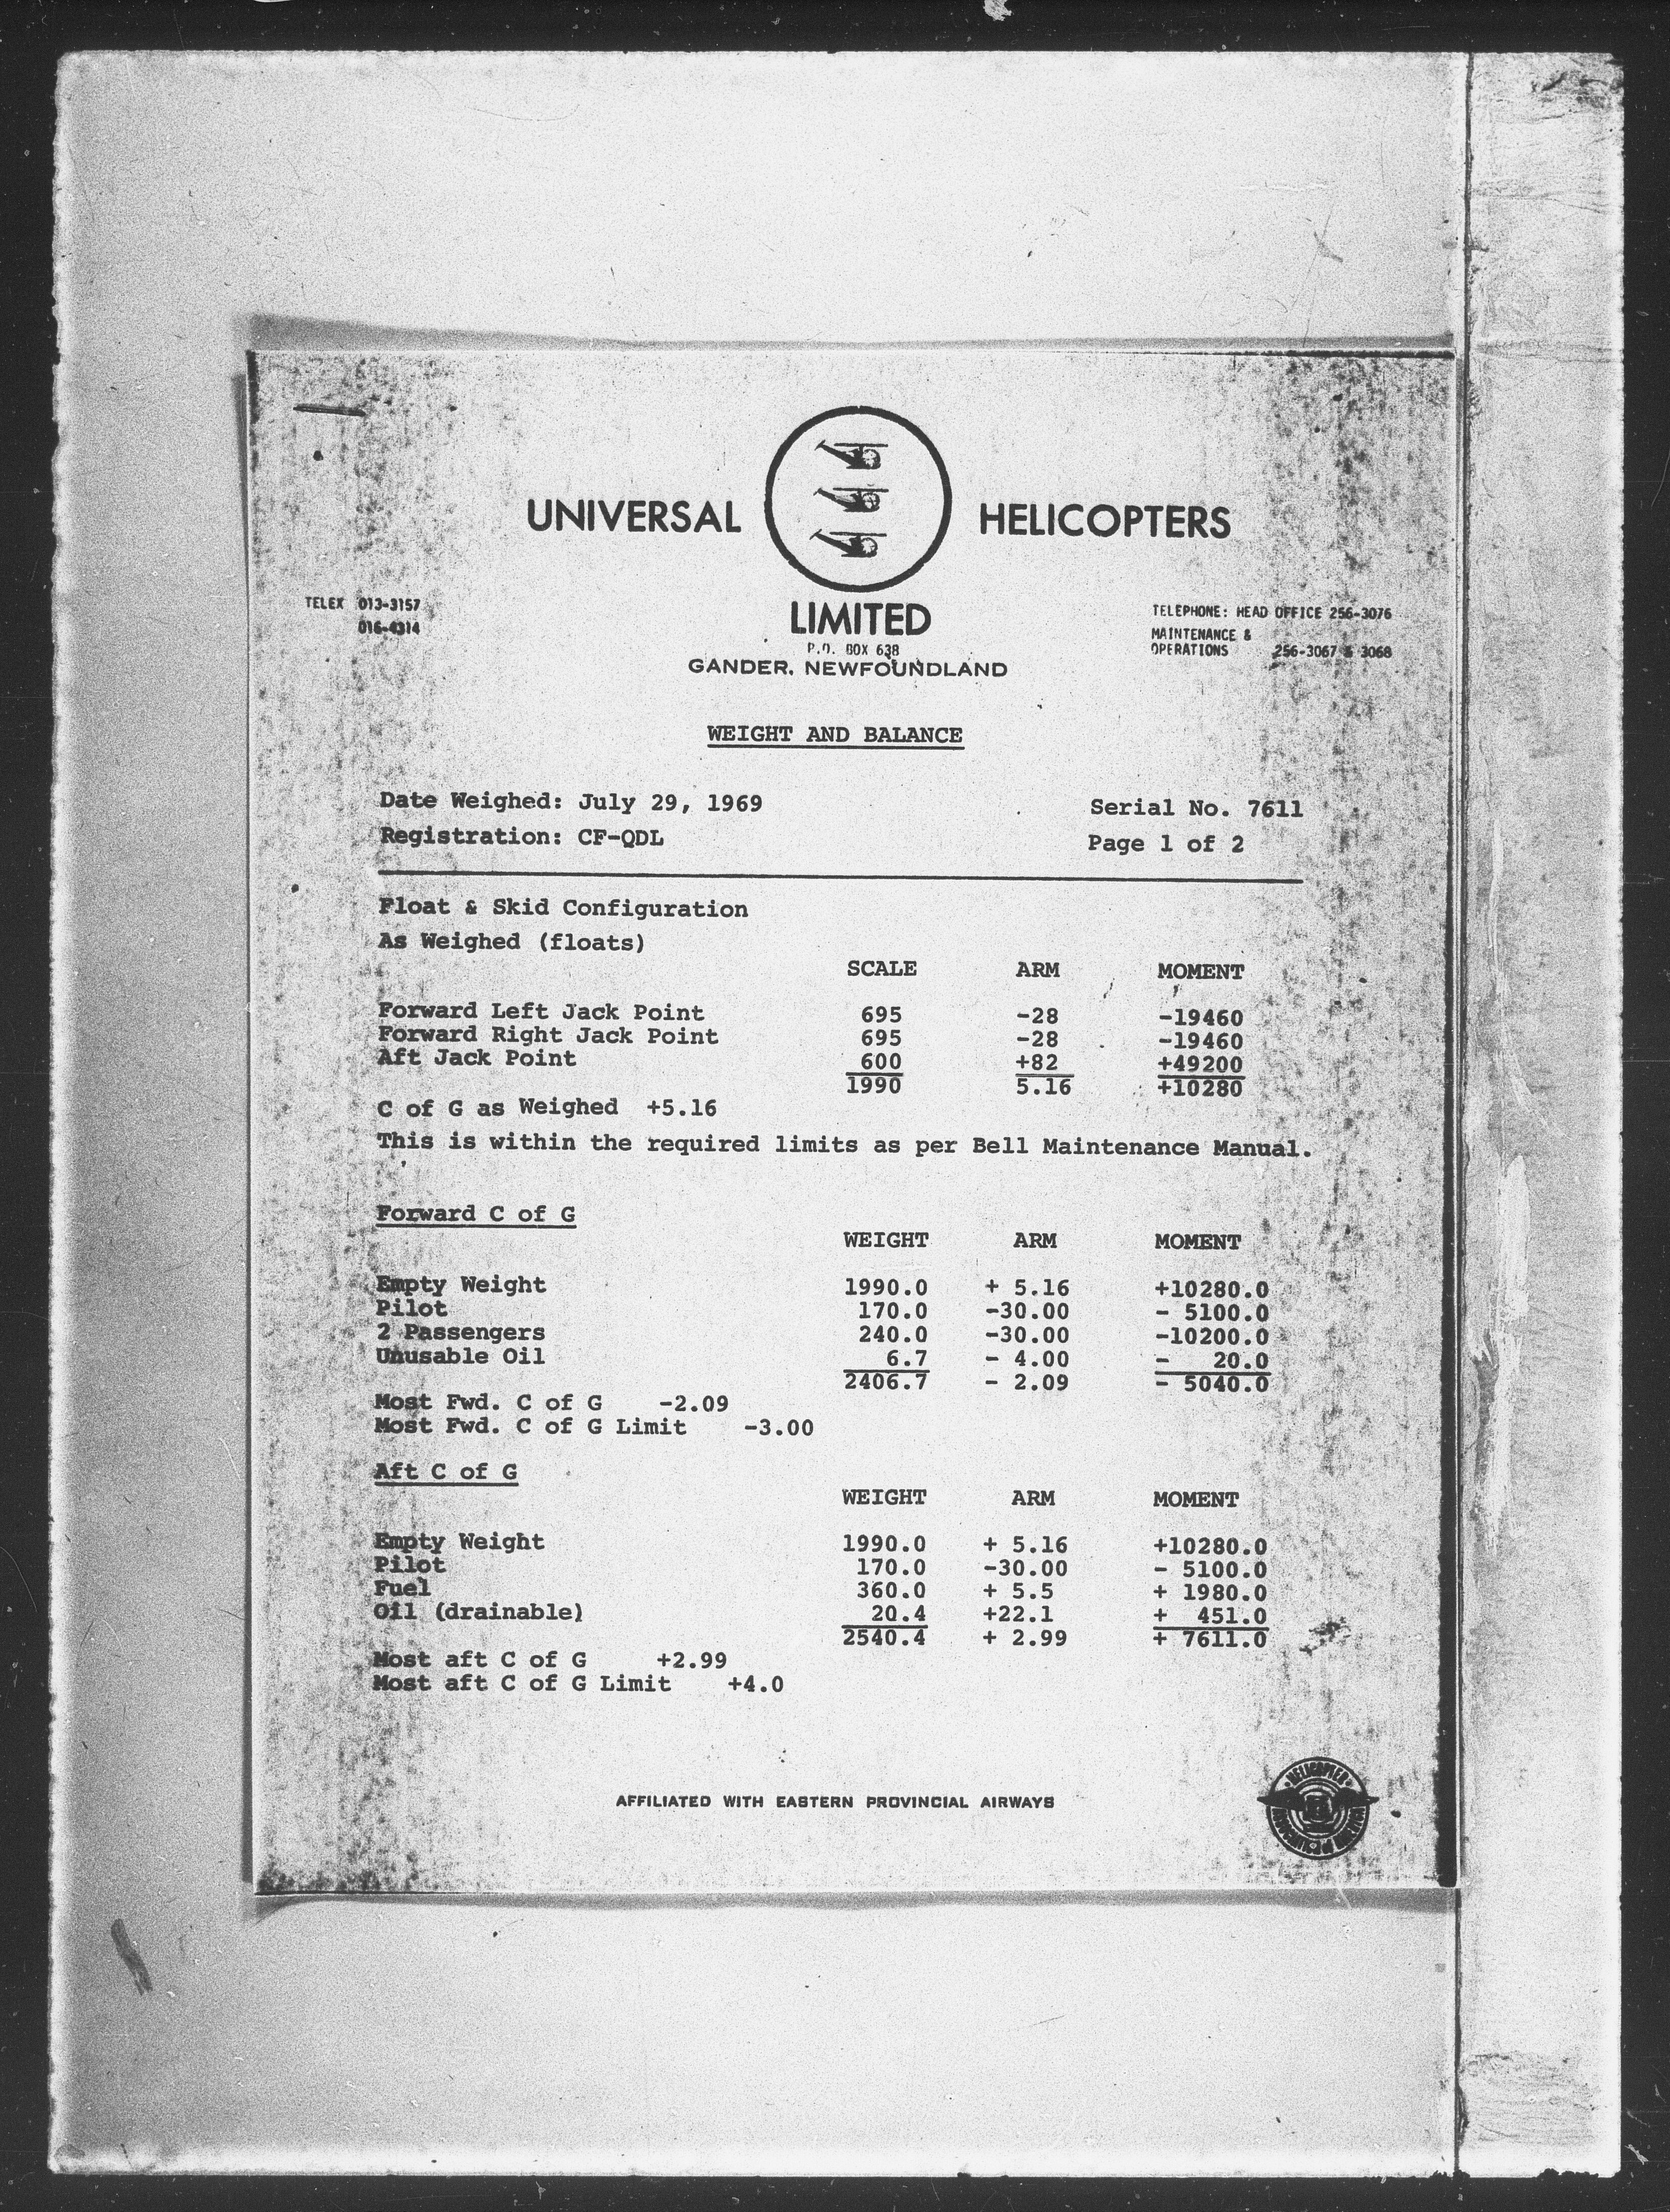 UNIVERSAL HELICOPTERS
LIMITED
P.O. BOX 638
GANDER, NEWFOUNDLAND
TELEX 013-3157
016-4314
TELEPHONE: HEAD OFFICE 256-3076
MAINTENANCE &
OPERATIONS 256-3067 & 3068
WEIGHT AND BALANCE
Date Weighed: July 29, 1969 Serial No. 7611
Registration: CF-QDL Page 1 of 2
Float & Skid Configuration
As Weighed (floats)
SCALE ARM MOMENT
Forward Left Jack Point 695 -28 -19460
Forward Right Jack Point 695 -28 -19460
Aft Jack Point 600 +82 +49200
1990 5.16 +10280
C of G as Weighed +5.16
This is within the required limits as per Bell Maintenance Manual.
Forward C of G
WEIGHT ARM MOMENT
Empty Weight 1990.0 + 5.16 +10280.0
Pilot 170.0 -30.00 - 5100.0
2 Passengers 240.0 -30.00 -10200.0
Unusable Oil 6.7 - 4.00 - 20.0
2406.7 - 2.09 - 5040.0
Most Fwd. C of G -2.09
Most Fwd. C of G Limit -3.00
Aft C of G
WEIGHT ARM MOMENT
Empty Weight 1990.0 + 5.16 +10280.0
Pilot 170.0 -30.00 - 5100.0
Fuel 360.0 + 5.5 + 1980.0
Oil (drainable) 20.4 +22.1 + 451.0
2540.4 + 2.99 + 7611.0
Most aft C of G +2.99
Most aft C of G Limit +4.0
AFFILIATED WITH EASTERN PROVINCIAL AIRWAYS
HELICOPTER